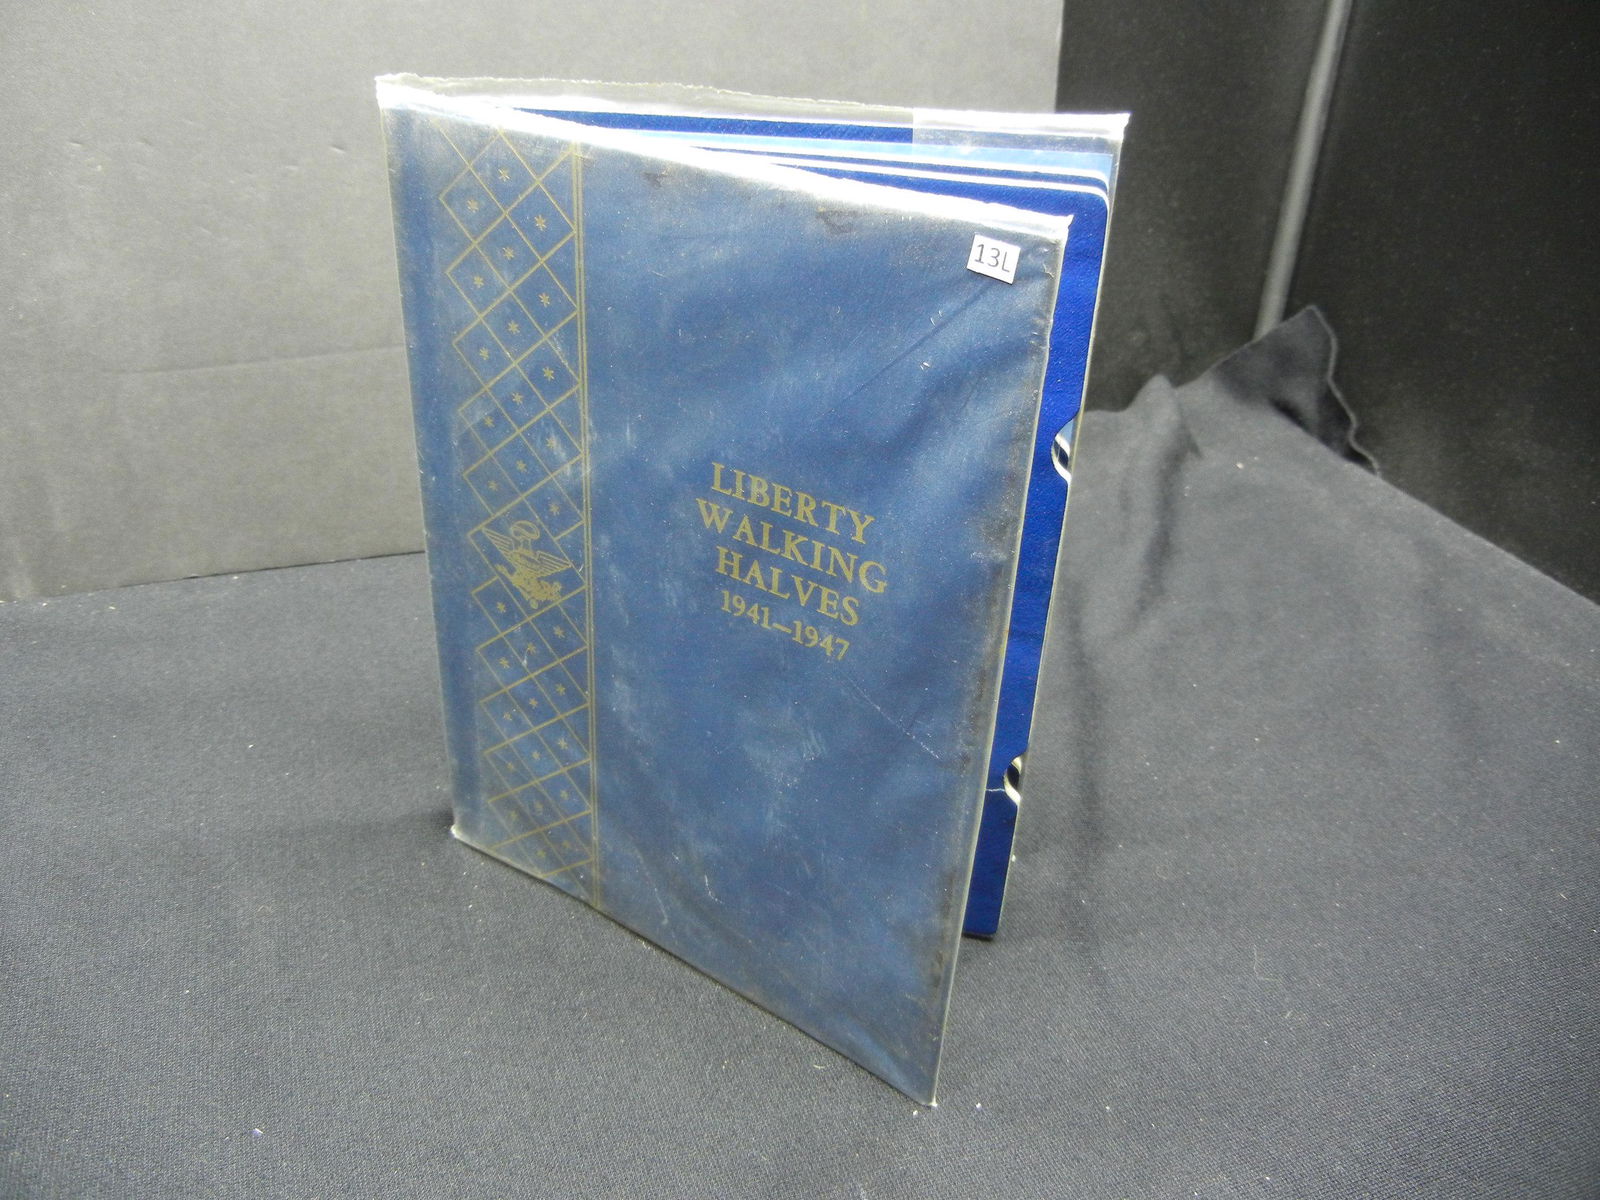 13L
LIBERTY
WALKING
HALVES
1941–1947